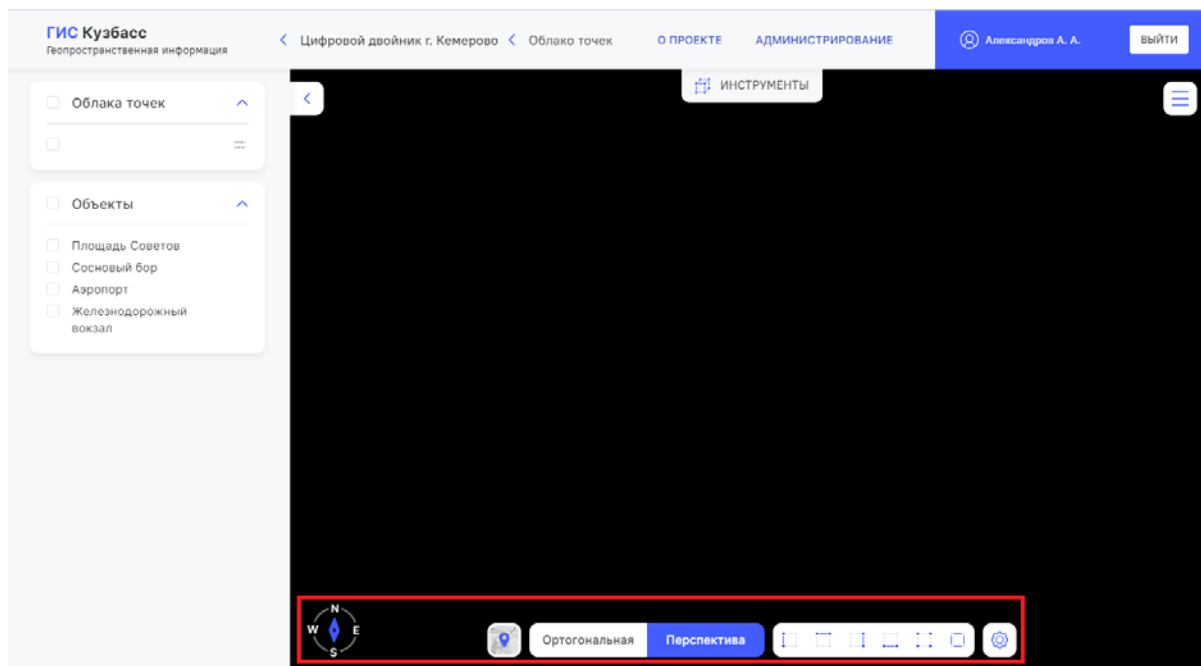 ГИС Кузбасс
Геопространственная информация
Цифровой двойник г. Кемерово
Облако точек
О ПРОЕКТЕ
АДМИНИСТРИРОВАНИЕ
Александров А. А.
ВЫЙТИ
Облака точек
ИНСТРУМЕНТЫ
Объекты
Площадь Советов
Сосновый бор
Аэропорт
Железнодорожный
вокзал
N
W
E
S
Ортогональная
Перспектива